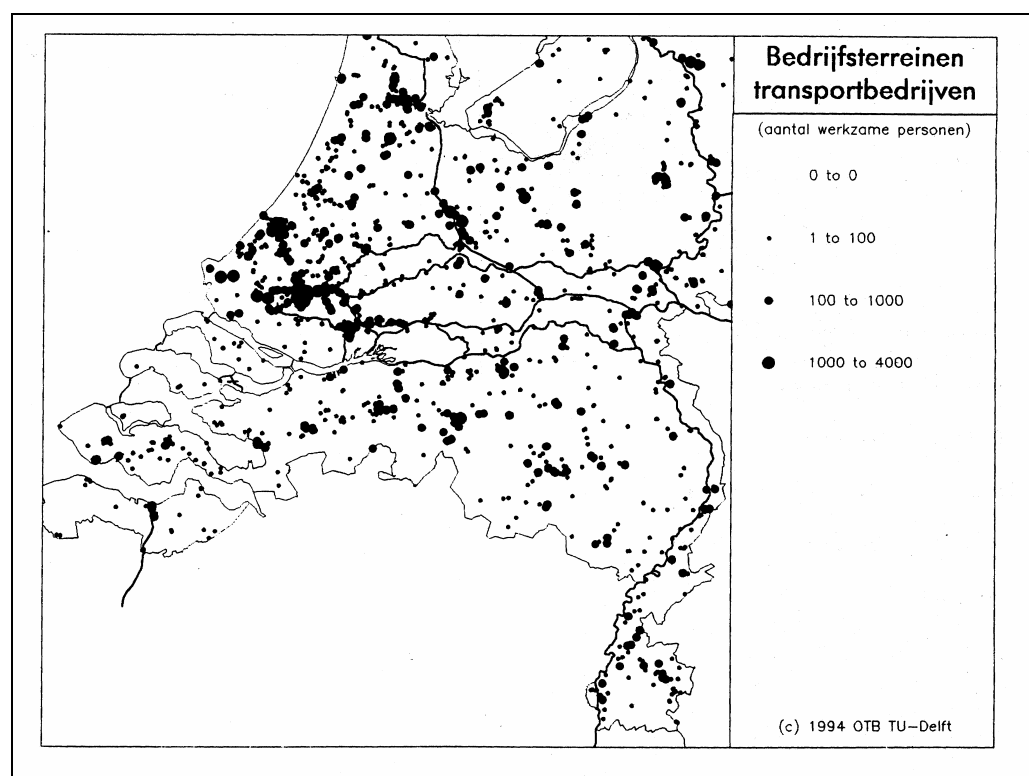 Bedrijfsterreinen
transportbedrijven
(aantal werkzame personen)
0 to 0
1 to 100
100 to 1000
1000 to 4000
(c) 1994 OTB TU-Delft